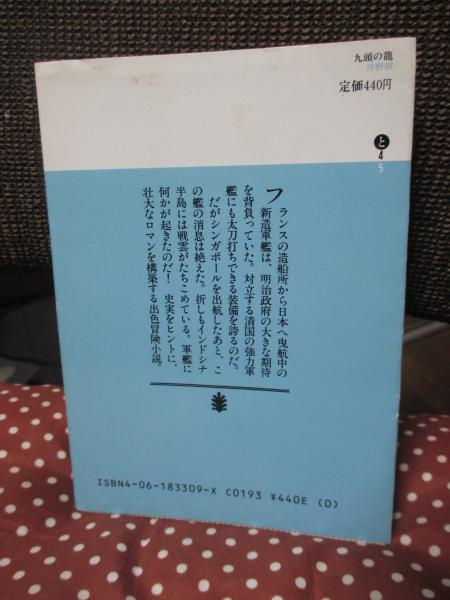 九頭の龍
伴野朗
定価440円
と
4
5
フランスの造船所から日本へ曳航中の
新造軍艦は、明治政府の大きな期待
を背負っていた。対立する清国の強力軍
艦にも太刀打ちできる装備を誇るのだ。
だがシンガポールを出航したあと、こ
の艦の消息は絶えた。折しもインドシナ
半島には戦雲がたちこめている。軍艦に
何かが起きたのだ! 史実をヒントに、
壮大なロマンを構築する出色冒険小説。
ISBN4-06-183309-X C0193 ¥440E (0)